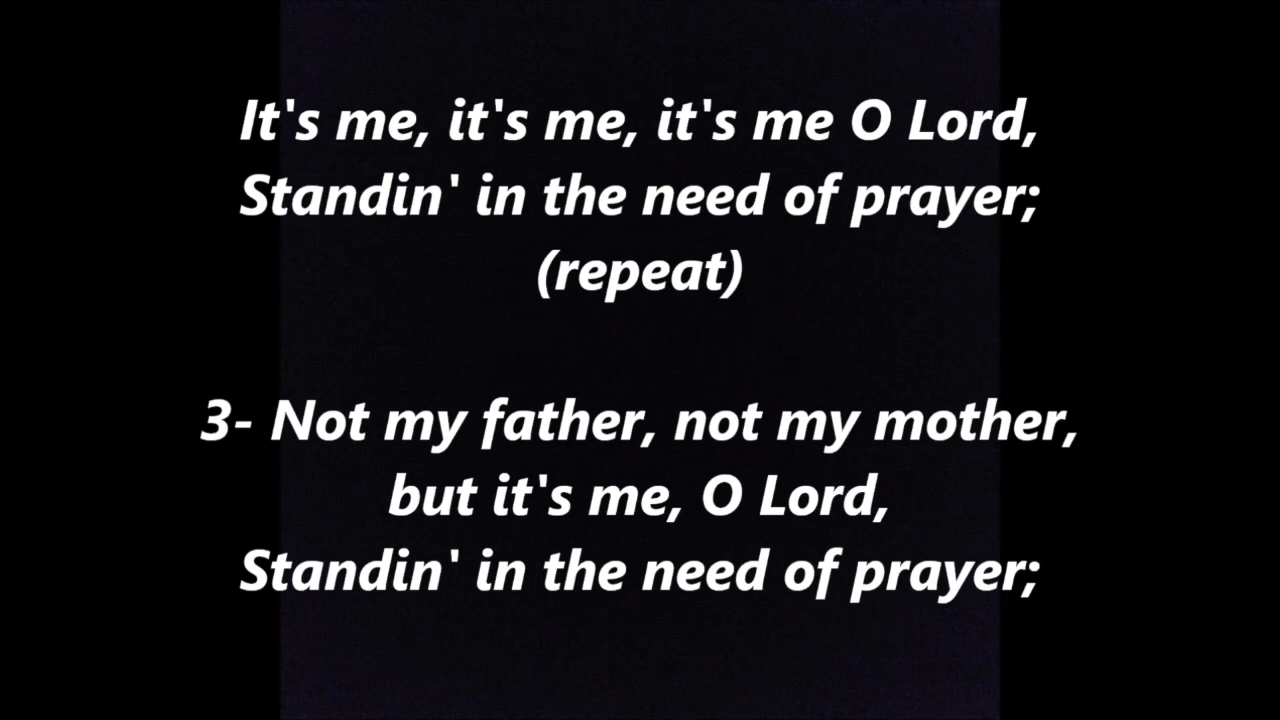 It's me, it's me, it's me O Lord,
Standin' in the need of prayer;
(repeat)
3- Not my father, not my mother,
but it's me, O Lord,
Standin' in the need of prayer;